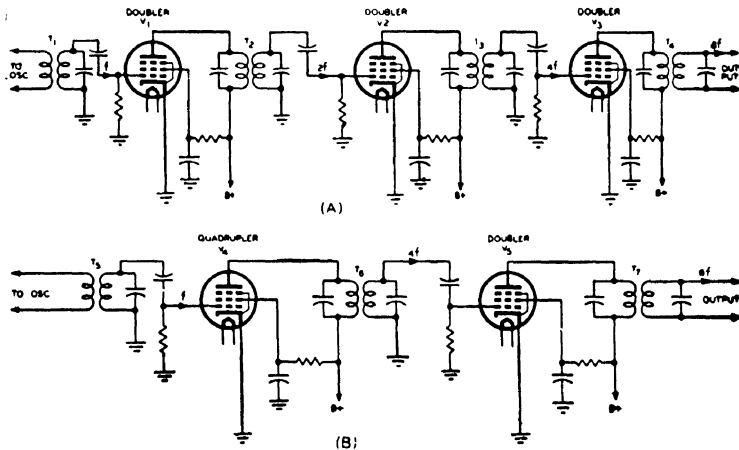 DOUBLER
V1
DOUBLER
V2
DOUBLER
V3
T1
T2
T3
T4
8f
TO
OSC
f
2f
4f
OUT
PUT
B+
B+
B+
(A)
QUADRUPLER
V4
DOUBLER
V5
T5
T6
4f
T7
8f
TO OSC
f
OUTPUT
B+
B+
(B)